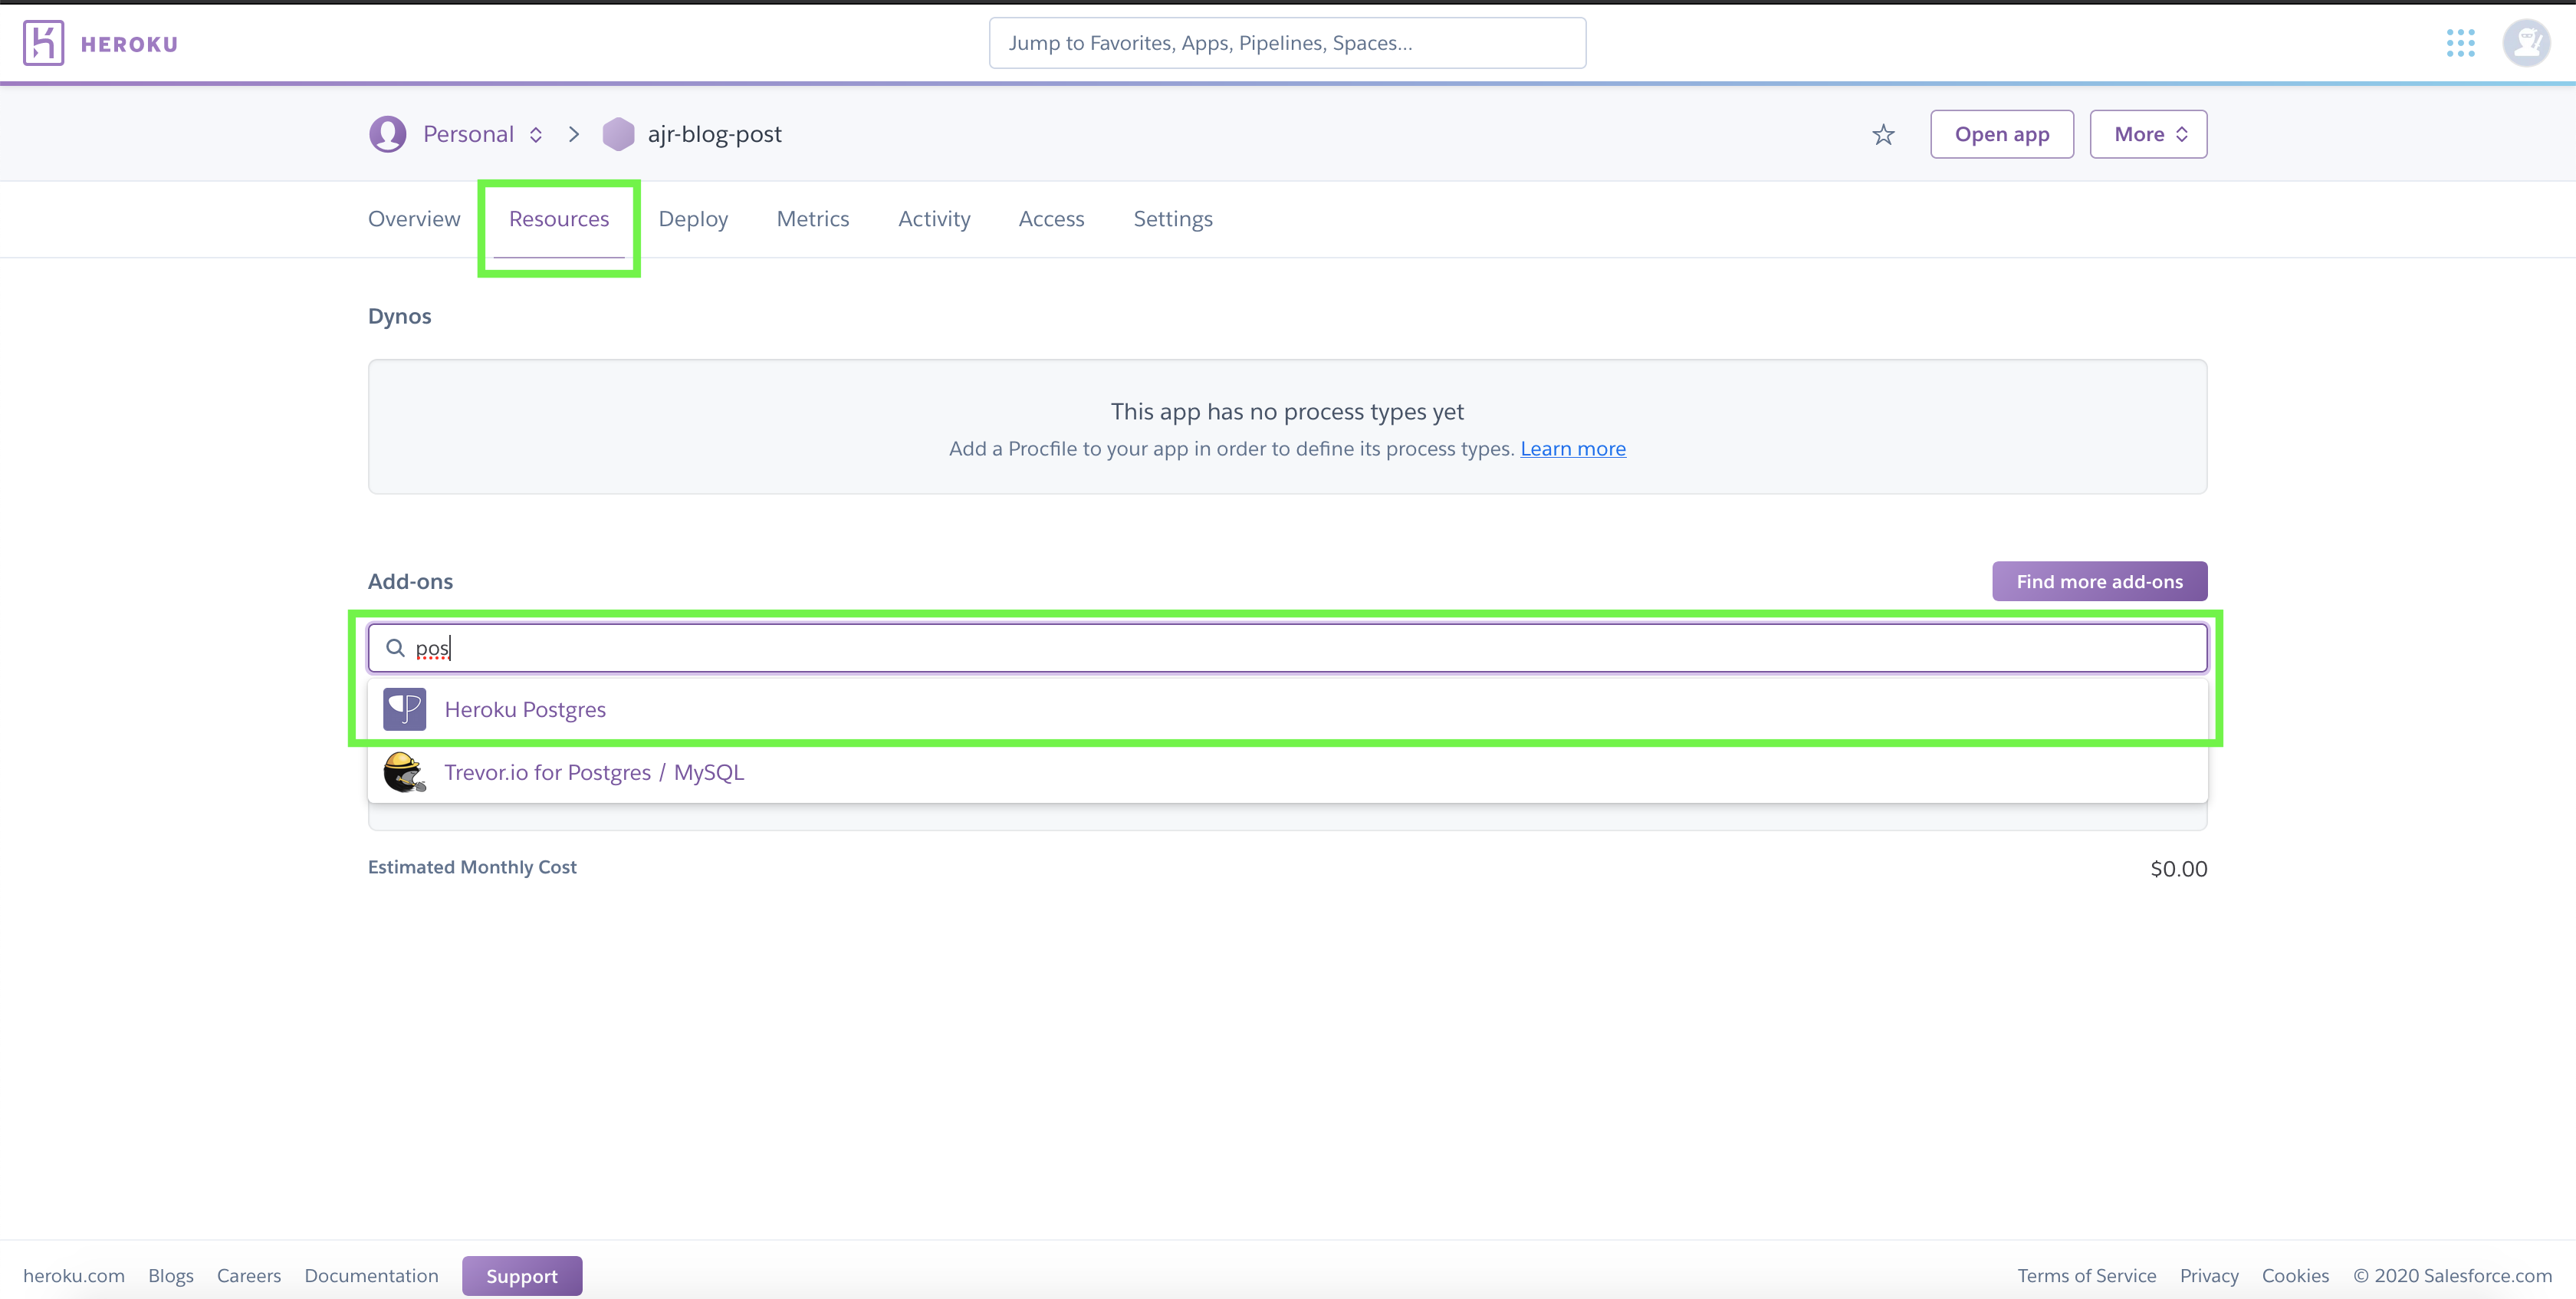 HEROKU
Jump to Favorites, Apps, Pipelines, Spaces...
Personal
ajr-blog-post
Open app
More
Overview
Resources
Deploy
Metrics
Activity
Access
Settings
Dynos
This app has no process types yet
Add a Procfile to your app in order to define its process types. Learn more
Add-ons
Find more add-ons
pos
Heroku Postgres
Trevor.io for Postgres / MySQL
Estimated Monthly Cost
$0.00
heroku.com
Blogs
Careers
Documentation
Support
Terms of Service
Privacy
Cookies
© 2020 Salesforce.com